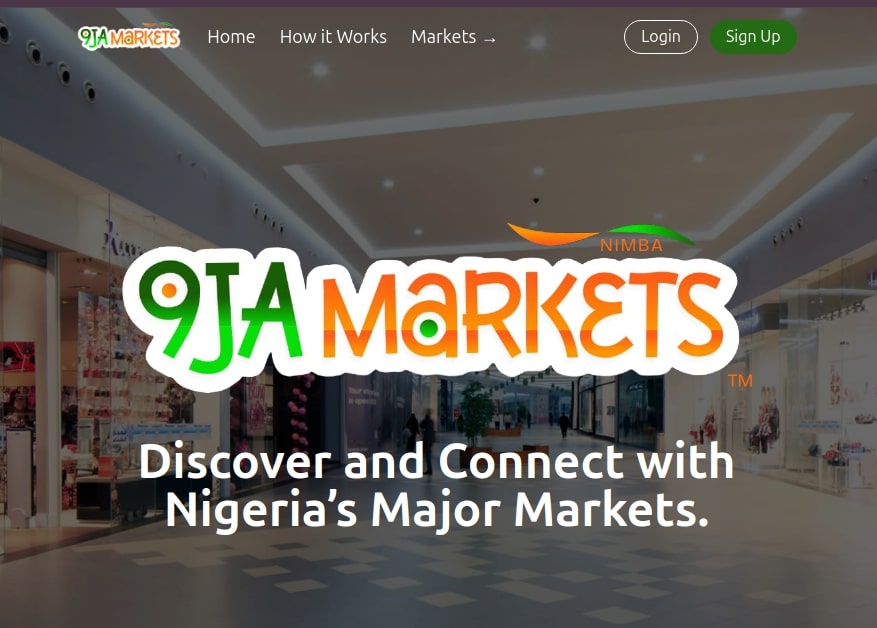 9JA MARKETS
Home
How it Works
Markets →
Login
Sign Up
NIMBA
9JA MARKETS
TM
Discover and Connect with
Nigeria’s Major Markets.